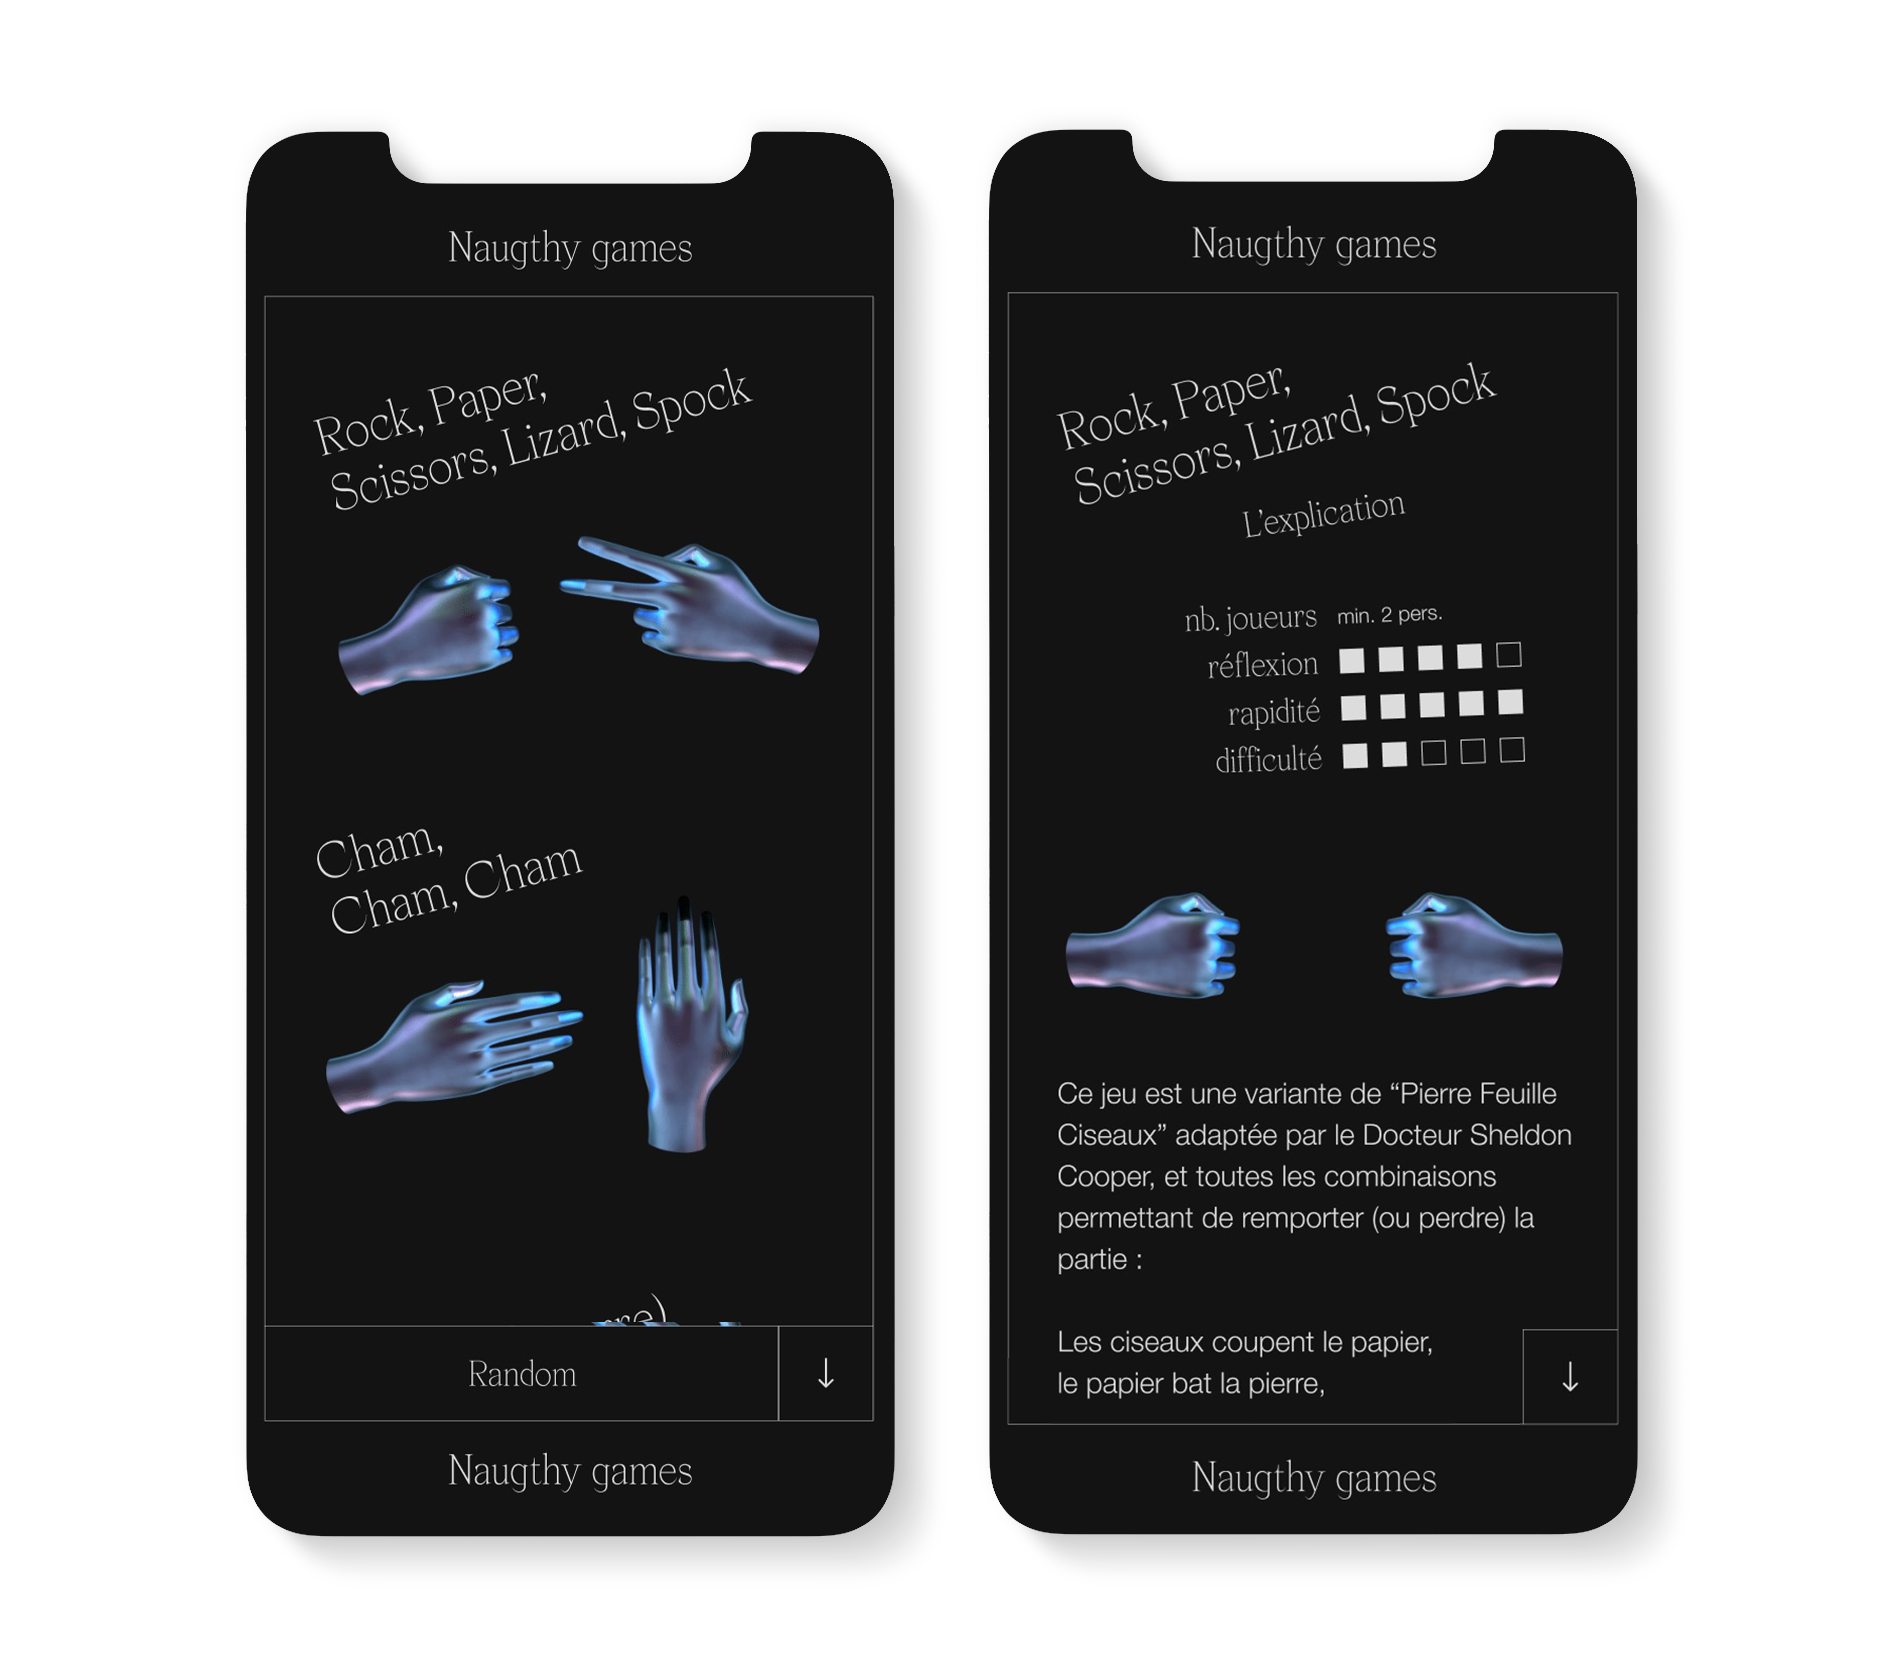 Naugthy games
Rock, Paper,
Scissors, Lizard, Spock
Cham,
Cham, Cham
Random
Naugthy games
Naugthy games
Rock, Paper,
Scissors, Lizard, Spock
L’explication
nb. joueurs min. 2 pers.
réflexion
rapidité
difficulté
Ce jeu est une variante de “Pierre Feuille
Ciseaux” adaptée par le Docteur Sheldon
Cooper, et toutes les combinaisons
permettant de remporter (ou perdre) la
partie :
Les ciseaux coupent le papier,
le papier bat la pierre,
Naugthy games